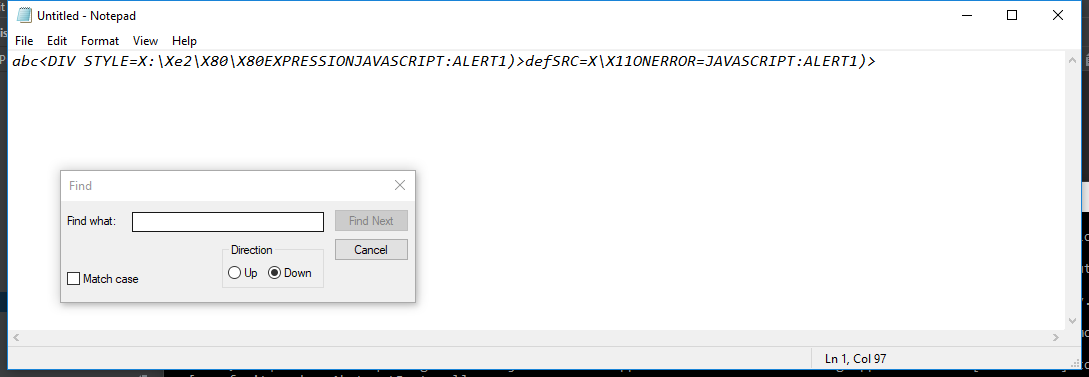 Untitled - Notepad
File Edit Format View Help
abc<DIV STYLE=X:\Xe2\X80\X80EXPRESSIONJAVASCRIPT:ALERT1)>defSRC=X\X11ONERROR=JAVASCRIPT:ALERT1)>
Find
Find what: Find Next
Direction Cancel
Up Down
Match case
Ln 1, Col 97